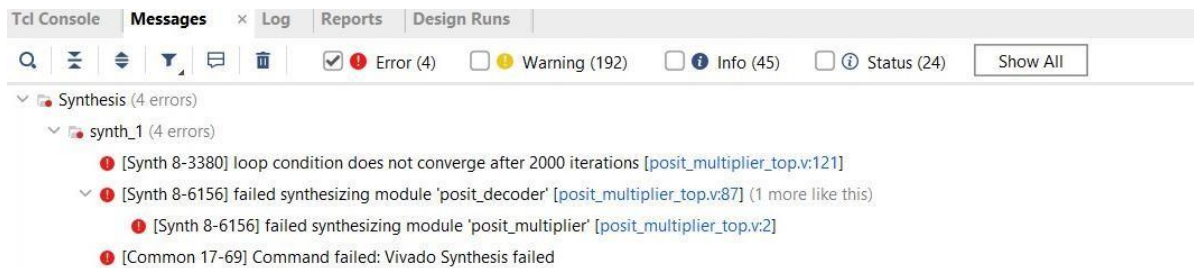 Tcl Console Messages × Log Reports Design Runs
Error (4) Warning (192) Info (45) Status (24) Show All
Synthesis (4 errors)
synth_1 (4 errors)
[Synth 8-3380] loop condition does not converge after 2000 iterations [posit_multiplier_top.v:121]
[Synth 8-6156] failed synthesizing module 'posit_decoder' [posit_multiplier_top.v:87] (1 more like this)
[Synth 8-6156] failed synthesizing module 'posit_multiplier' [posit_multiplier_top.v:2]
[Common 17-69] Command failed: Vivado Synthesis failed